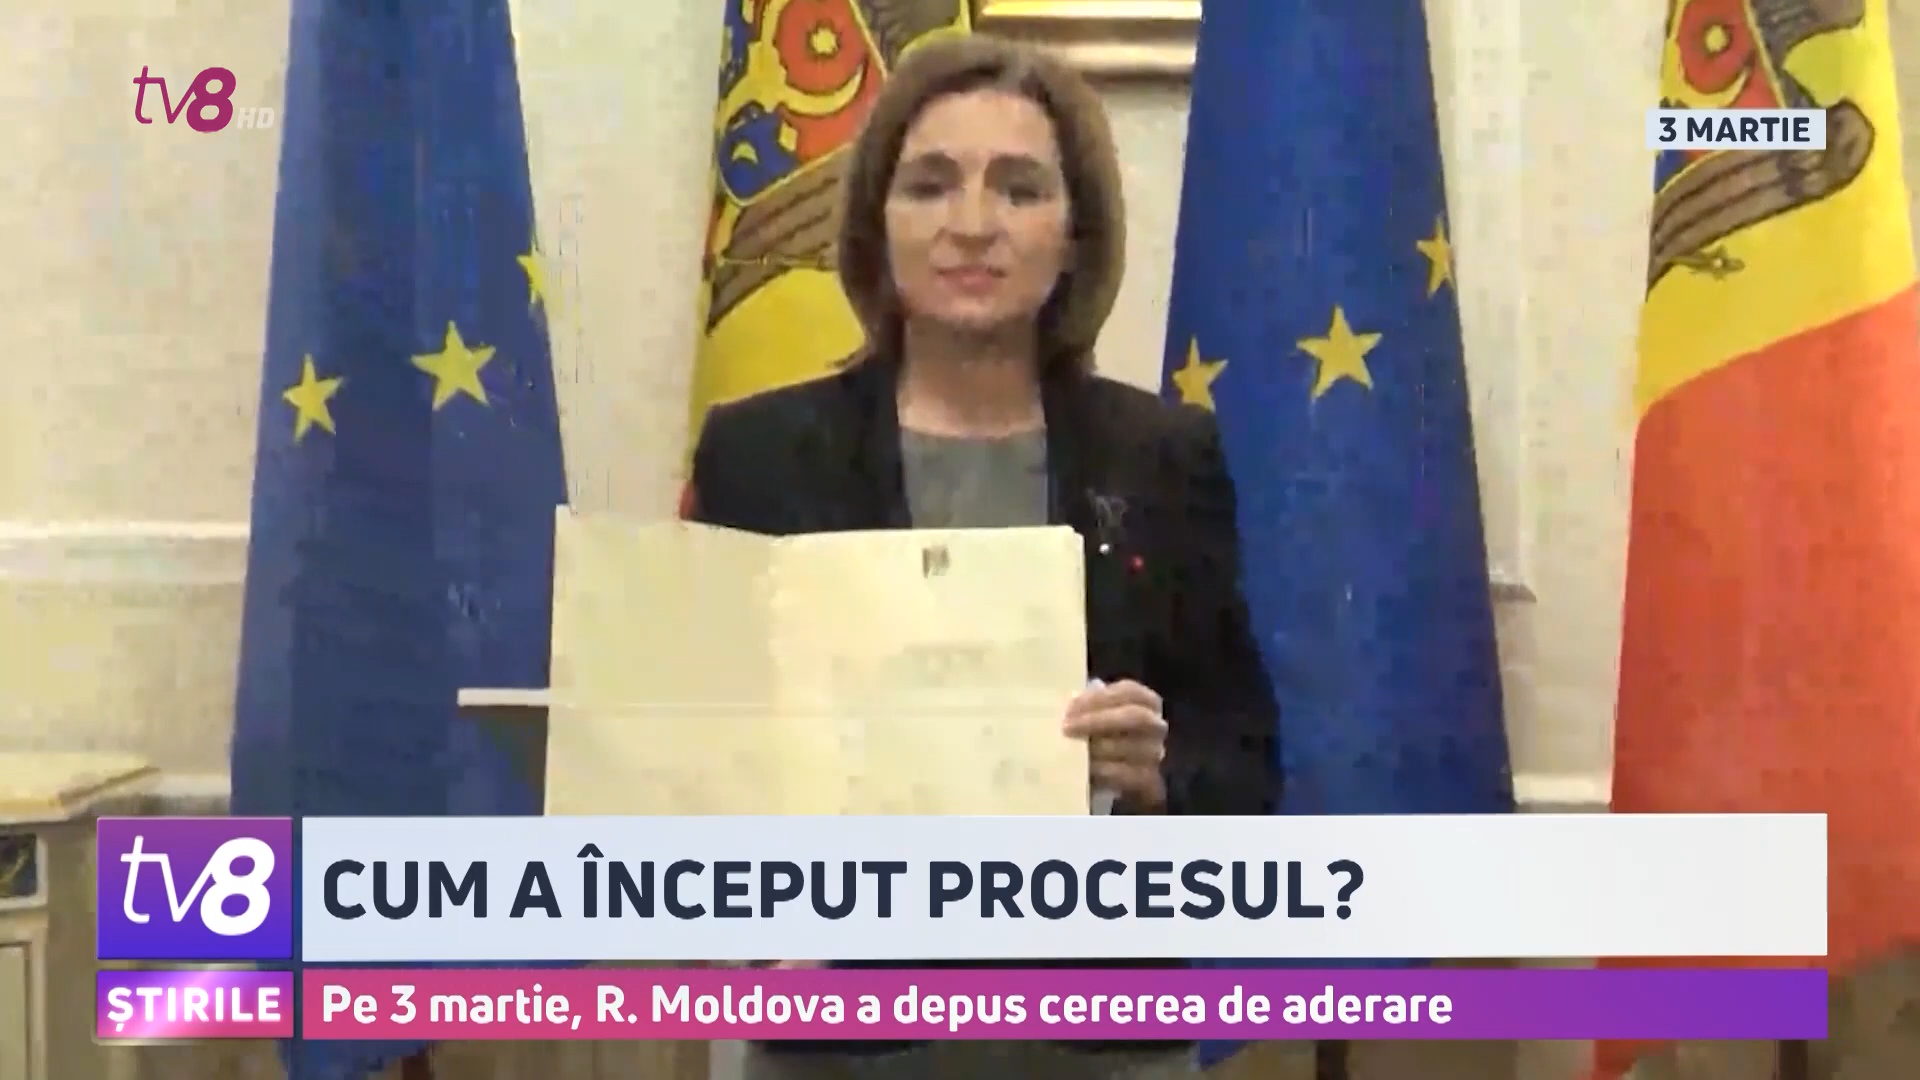 tv8 HD
3 MARTIE
tv8
CUM A ÎNCEPUT PROCESUL?
ȘTIRILE
Pe 3 martie, R. Moldova a depus cererea de aderare